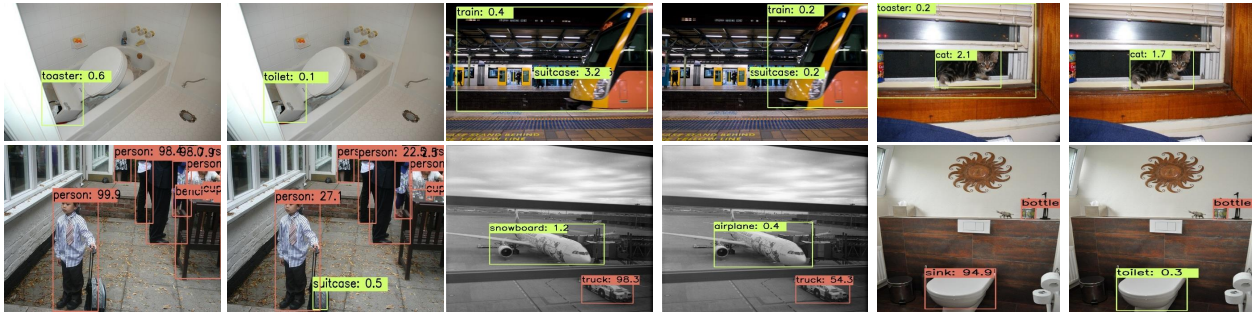 toaster: 0.6
toilet: 0.1
train: 0.4
suitcase: 3.2
train: 0.2
suitcase: 0.2
toaster: 0.2
cat: 2.1
cat: 1.7
person: 98.4
person
person: 99.9
person: 22.5
person
person: 27.1
suitcase: 0.5
snowboard: 1.2
truck: 98.3
airplane: 0.4
truck: 54.3
bottle
sink: 94.9
bottle
toilet: 0.3